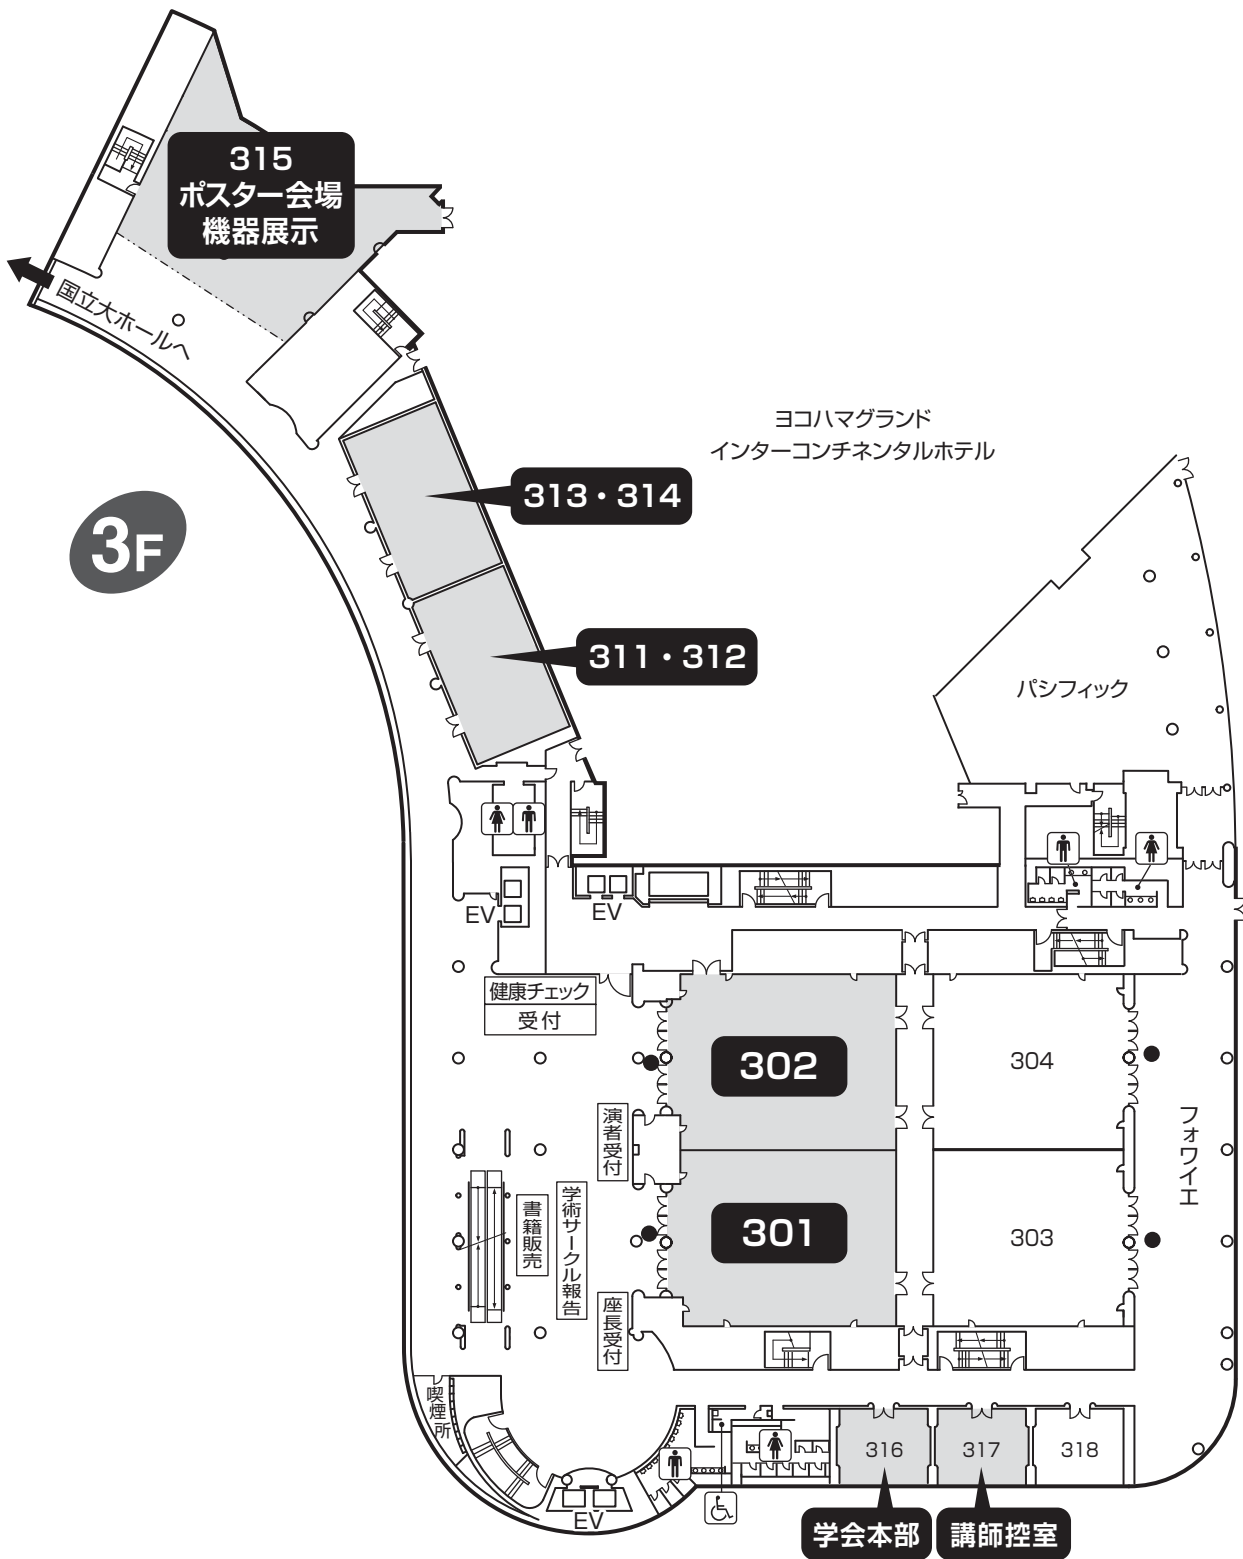 315
ポスター会場
機器展示
国立大ホールへ
ヨコハマグランド
インターコンチネンタルホテル
313・314
3F
311・312
パシフィック
EV
EV
健康チェック
受付
302
304
演者受付
フォワイエ
学術サークル報告
書籍販売
301
303
座長受付
喫煙所
316
317
318
EV
学会本部
講師控室